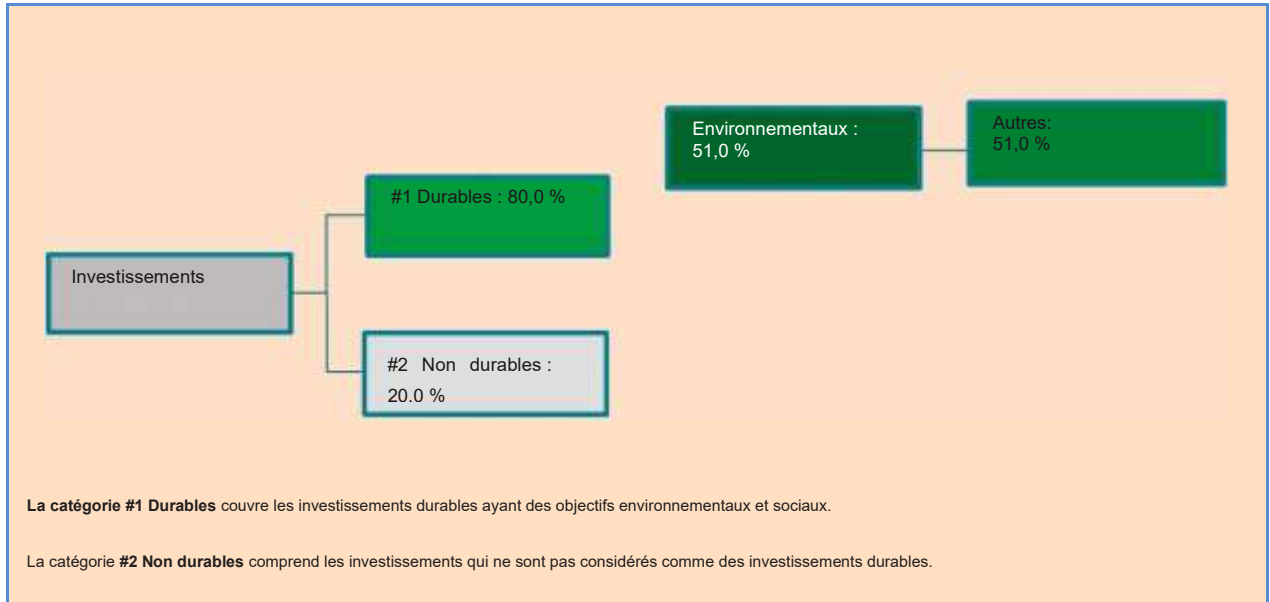 Environnementaux :
51,0 %
Autres:
51,0 %
#1 Durables : 80,0 %
Investissements
#2 Non durables :
20.0 %
La catégorie #1 Durables couvre les investissements durables ayant des objectifs environnementaux et sociaux.
La catégorie #2 Non durables comprend les investissements qui ne sont pas considérés comme des investissements durables.